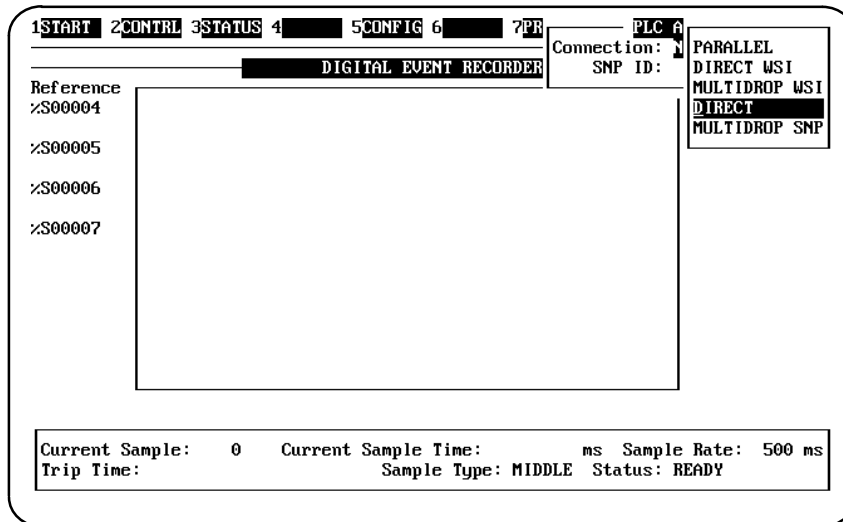 1START 2CONTRL 3STATUS 4 5CONFIG 6 7PR PLC A
Connection: N
SNP ID:
PARALLEL
DIRECT WSI
MULTIDROP WSI
DIRECT
MULTIDROP SNP
DIGITAL EVENT RECORDER
Reference
%S00004
%S00005
%S00006
%S00007
Current Sample: 0 Current Sample Time: ms Sample Rate: 500 ms
Trip Time: Sample Type: MIDDLE Status: READY